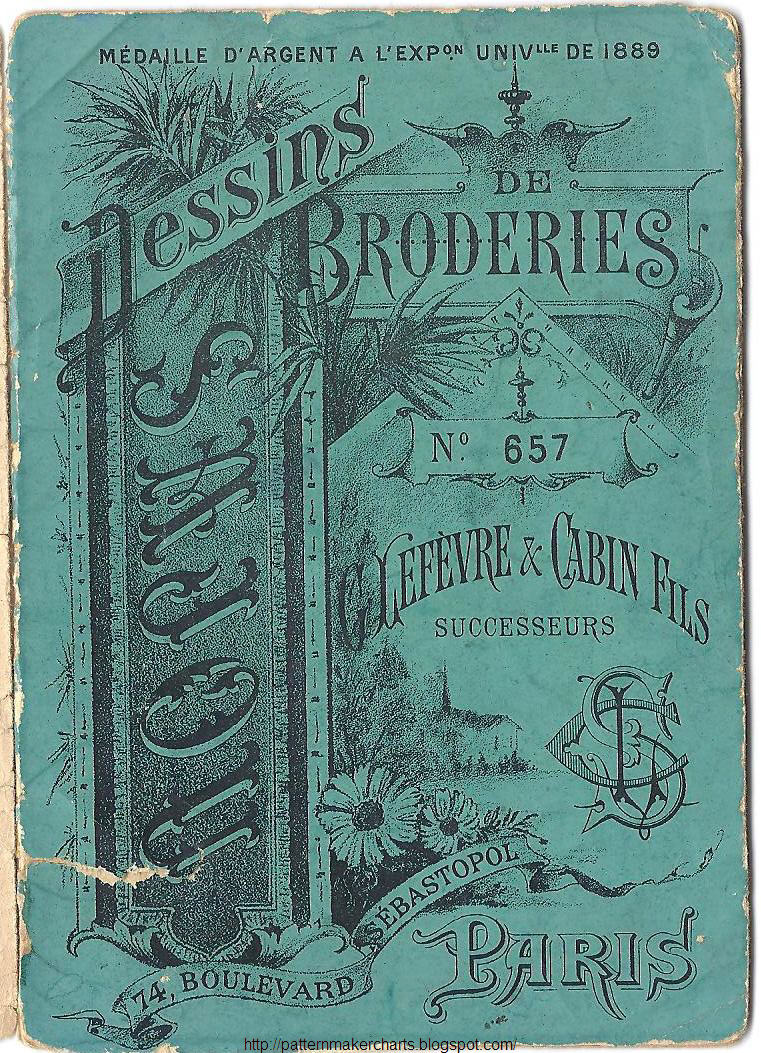 MÉDAILLE D'ARGENT A L'EXPᵒⁿ UNIVˡˡᵉ DE 1889
Dessins
DE
BRODERIES
SAJOU
Nº 657
G LEFÈVRE & CABIN FILS
SUCCESSEURS
74, BOULEVARD SÉBASTOPOL
PARIS
http://patternmakercharts.blogspot.com/